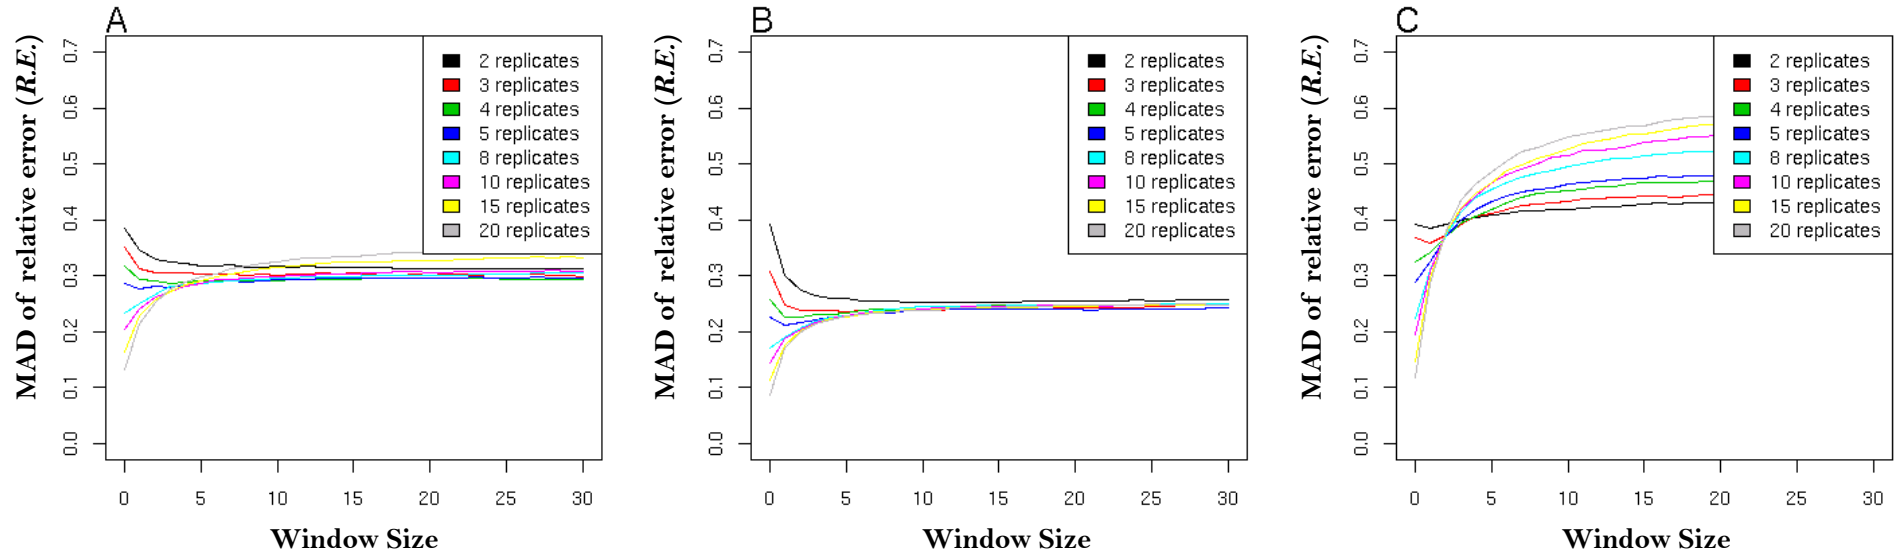 A
MAD of relative error (R.E.)
0.7
0.6
0.5
0.4
0.3
0.2
0.1
0.0
2 replicates
3 replicates
4 replicates
5 replicates
8 replicates
10 replicates
15 replicates
20 replicates
0 5 10 15 20 25 30
Window Size
B
MAD of relative error (R.E.)
0.7
0.6
0.5
0.4
0.3
0.2
0.1
0.0
2 replicates
3 replicates
4 replicates
5 replicates
8 replicates
10 replicates
15 replicates
20 replicates
0 5 10 15 20 25 30
Window Size
C
MAD of relative error (R.E.)
0.7
0.6
0.5
0.4
0.3
0.2
0.1
0.0
2 replicates
3 replicates
4 replicates
5 replicates
8 replicates
10 replicates
15 replicates
20 replicates
0 5 10 15 20 25 30
Window Size